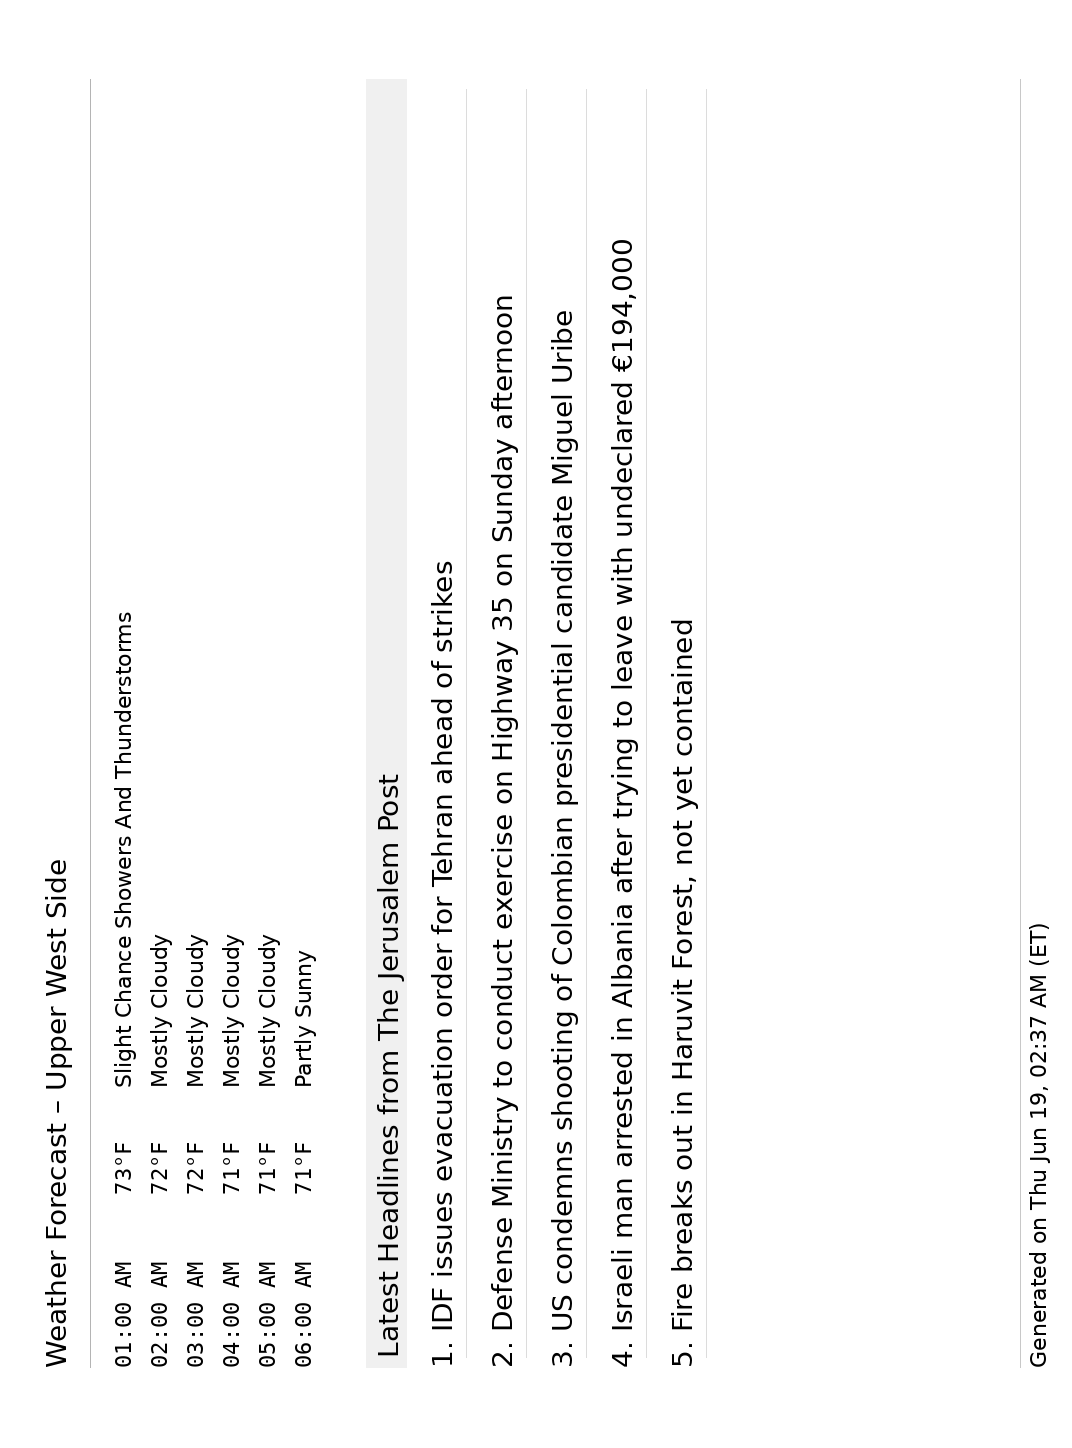 Weather Forecast – Upper West Side
01:00 AM 73°F Slight Chance Showers And Thunderstorms
02:00 AM 72°F Mostly Cloudy
03:00 AM 72°F Mostly Cloudy
04:00 AM 71°F Mostly Cloudy
05:00 AM 71°F Mostly Cloudy
06:00 AM 71°F Partly Sunny
Latest Headlines from The Jerusalem Post
1. IDF issues evacuation order for Tehran ahead of strikes
2. Defense Ministry to conduct exercise on Highway 35 on Sunday afternoon
3. US condemns shooting of Colombian presidential candidate Miguel Uribe
4. Israeli man arrested in Albania after trying to leave with undeclared €194,000
5. Fire breaks out in Haruvit Forest, not yet contained
Generated on Thu Jun 19, 02:37 AM (ET)